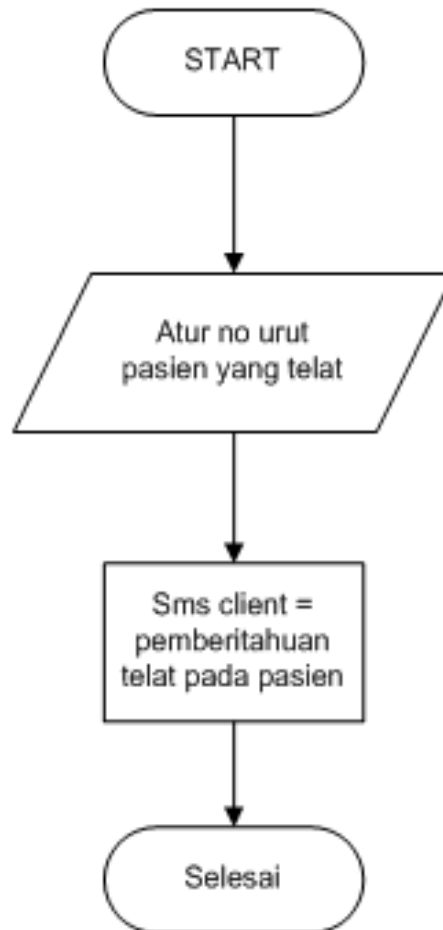 START
Atur no urut
pasien yang telat
Sms client =
pemberitahuan
telat pada pasien
Selesai